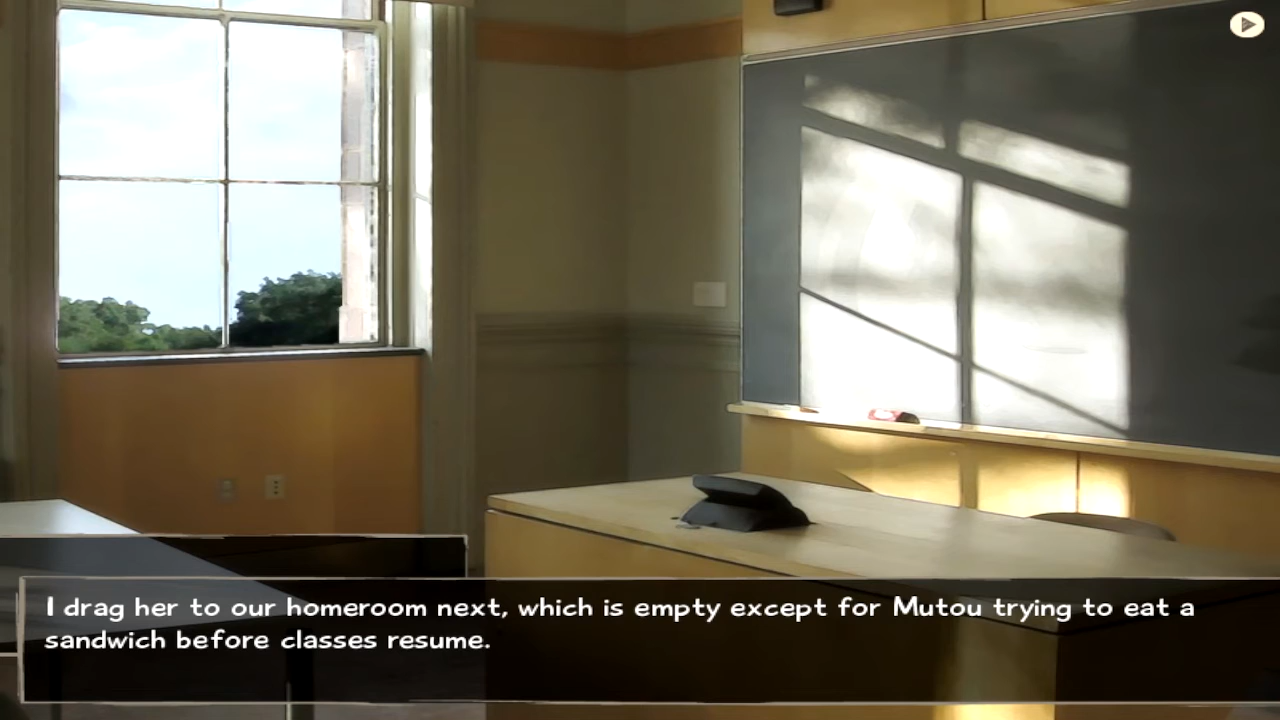 I drag her to our homeroom next, which is empty except for Mutou trying to eat a
sandwich before classes resume.